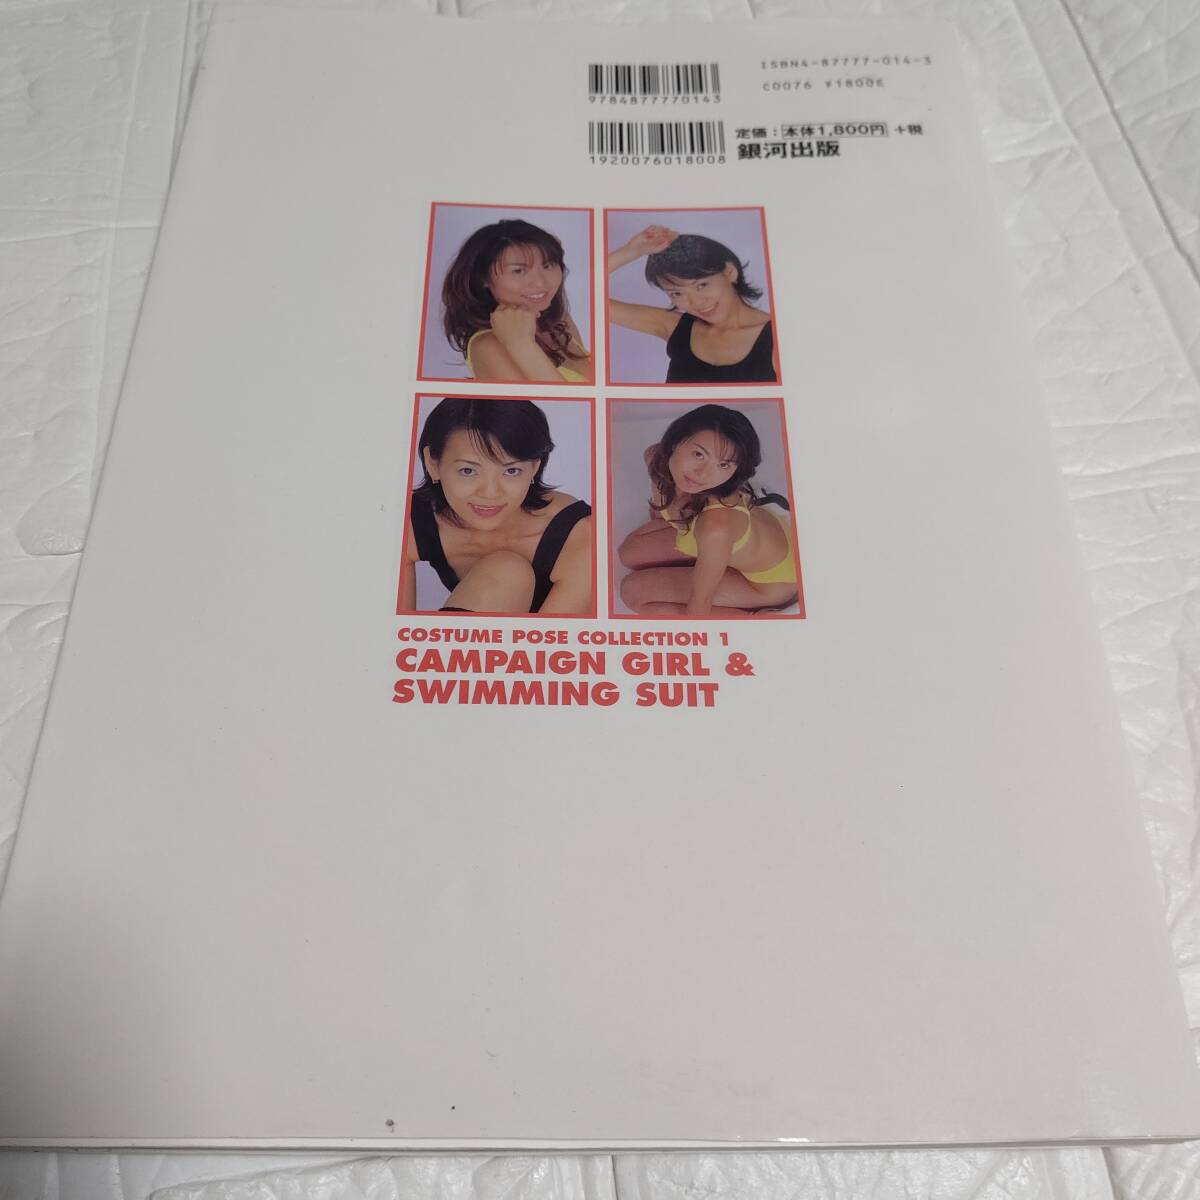 ISBN4-87777-014-3
C0076 ¥1800E
9784877770143
定価：本体1,800円 +税
1920076018008
銀河出版
COSTUME POSE COLLECTION 1
CAMPAIGN GIRL &
SWIMMING SUIT